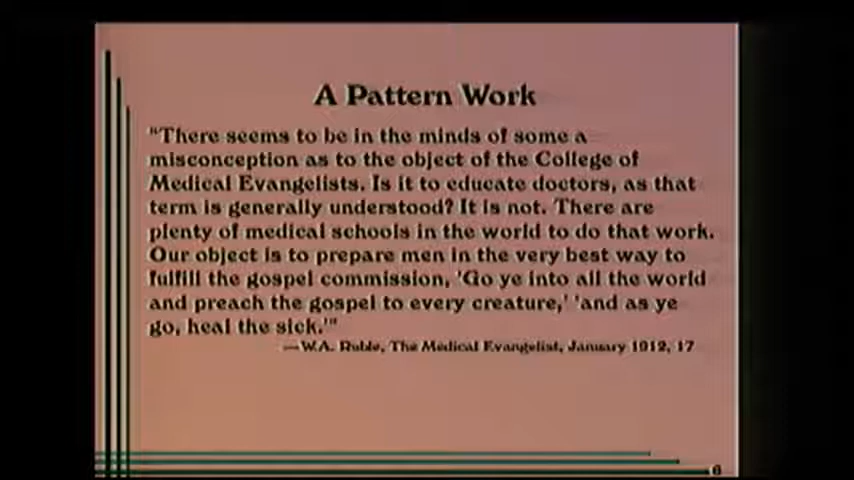 A Pattern Work
"There seems to be in the minds of some a
misconception as to the object of the College of
Medical Evangelists. Is it to educate doctors, as that
term is generally understood? It is not. There are
plenty of medical schools in the world to do that work.
Our object is to prepare men in the very best way to
fulfill the gospel commission, 'Go ye into all the world
and preach the gospel to every creature,' 'and as ye
go, heal the sick.'"
—W.A. Ruble, The Medical Evangelist, January 1912, 17
6